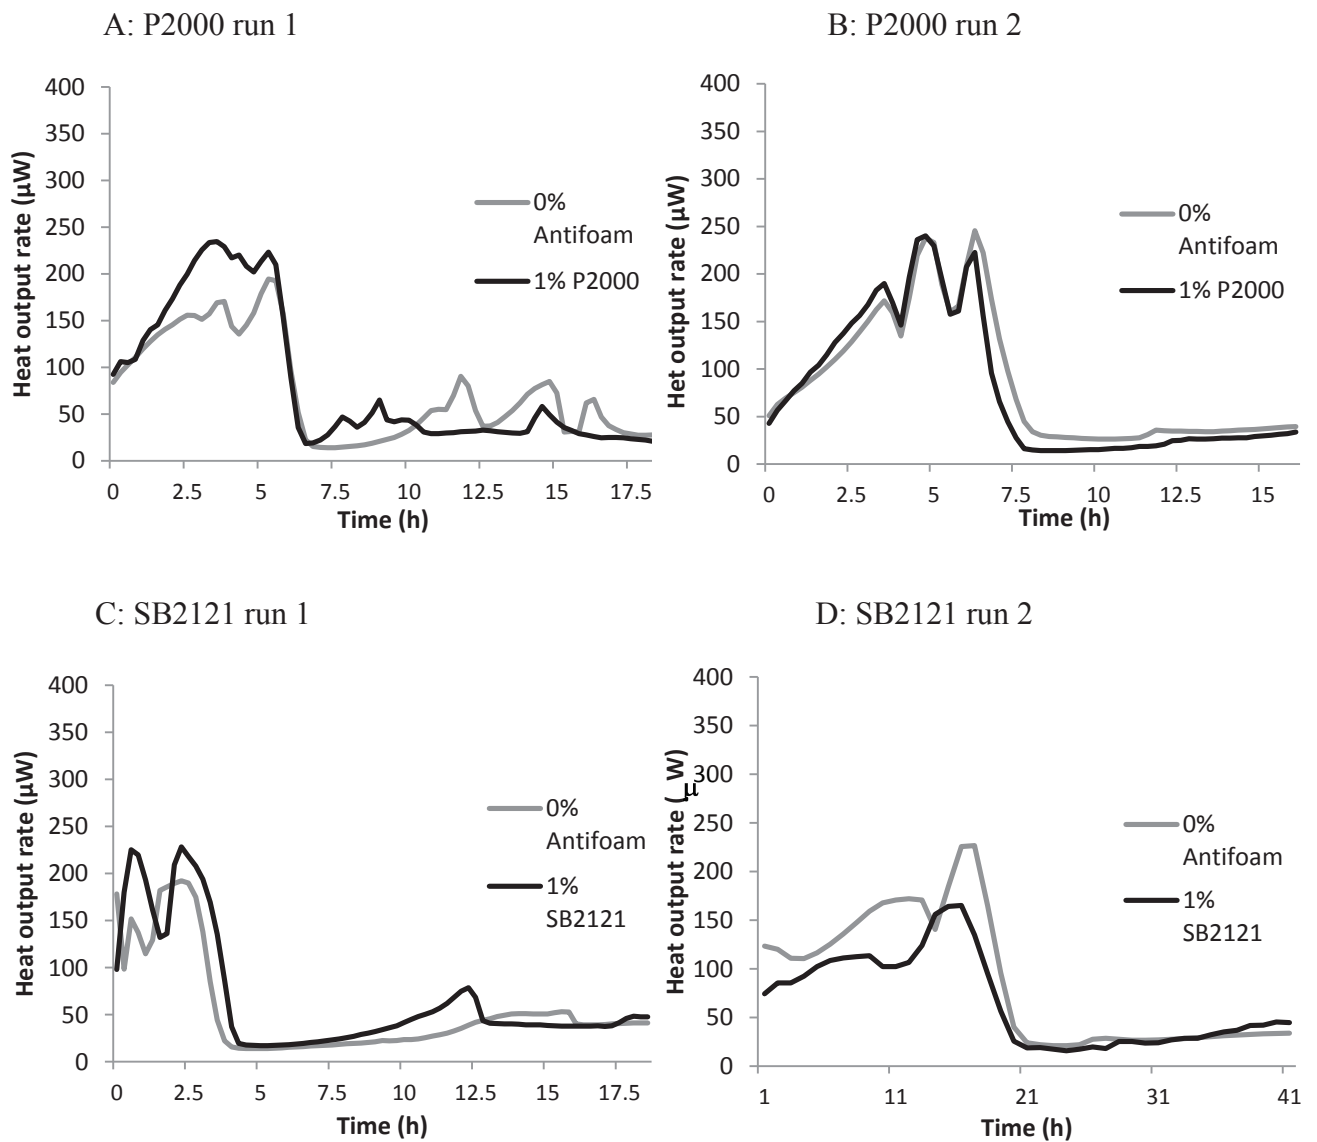 A: P2000 run 1
400
350
300
250
200
150
100
50
0
Heat output rate (µW)
0%
Antifoam
1% P2000
0 2.5 5 7.5 10 12.5 15 17.5
Time (h)
B: P2000 run 2
400
350
300
250
200
150
100
50
0
Het output rate (µW)
0%
Antifoam
1% P2000
0 2.5 5 7.5 10 12.5 15
Time (h)
C: SB2121 run 1
400
350
300
250
200
150
100
50
0
Heat output rate (µW)
0%
Antifoam
1%
SB2121
0 2.5 5 7.5 10 12.5 15 17.5
Time (h)
D: SB2121 run 2
400
350
300
250
200
150
100
50
0
Heat output rate (µW)
0%
Antifoam
1%
SB2121
1 11 21 31 41
Time (h)